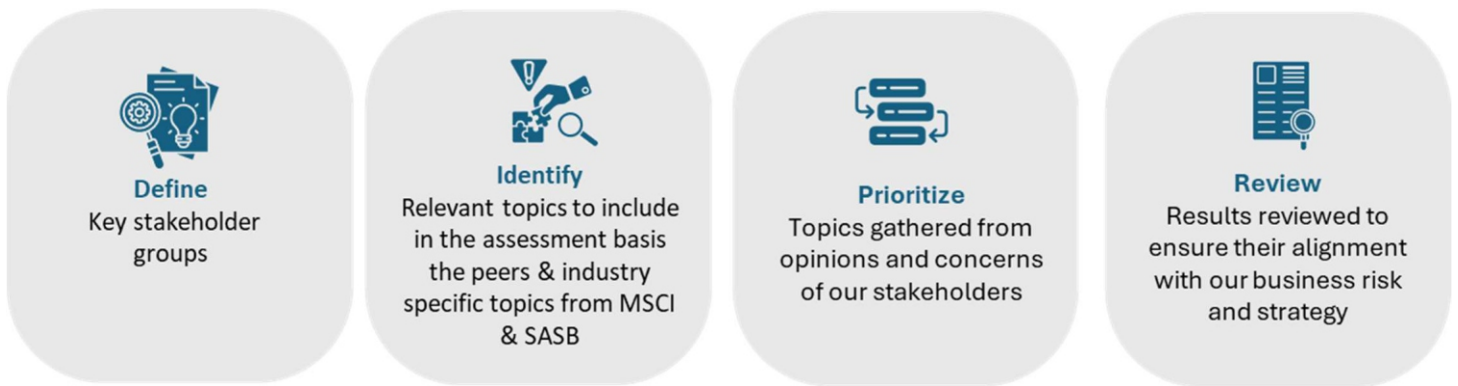 Define
Key stakeholder
groups
Identify
Relevant topics to include
in the assessment basis
the peers & industry
specific topics from MSCI
& SASB
Prioritize
Topics gathered from
opinions and concerns
of our stakeholders
Review
Results reviewed to
ensure their alignment
with our business risk
and strategy